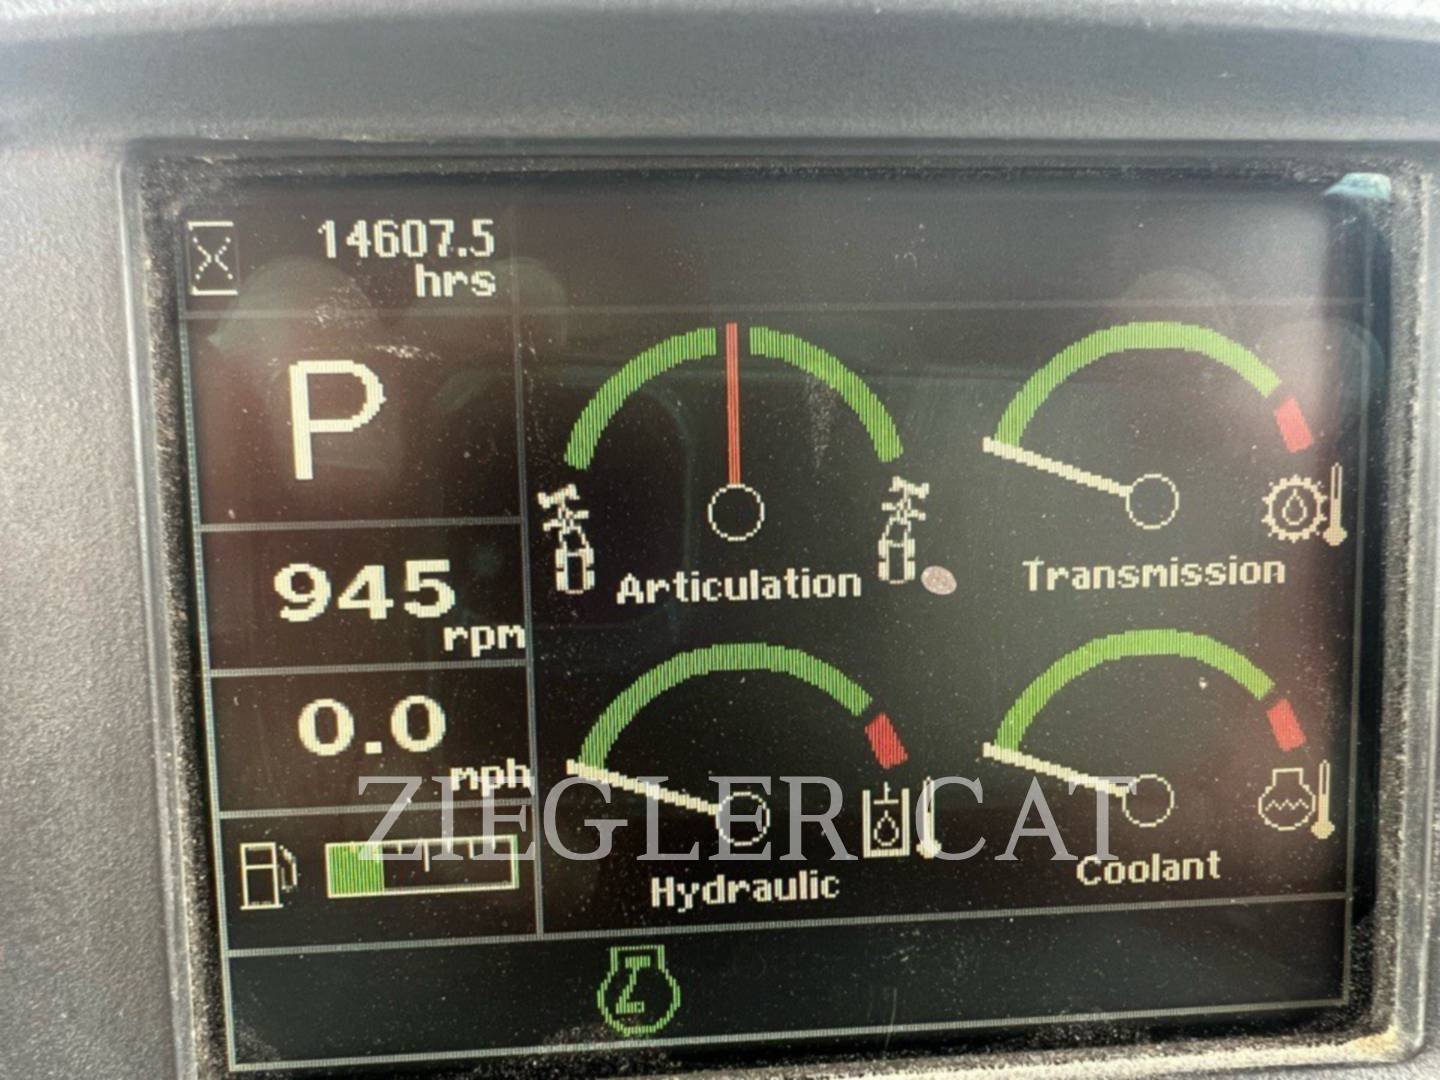 14607.5
hrs
P
945
rpm
0.0
mph
Articulation
Transmission
Hydraulic
Coolant
ZIEGLER CAT